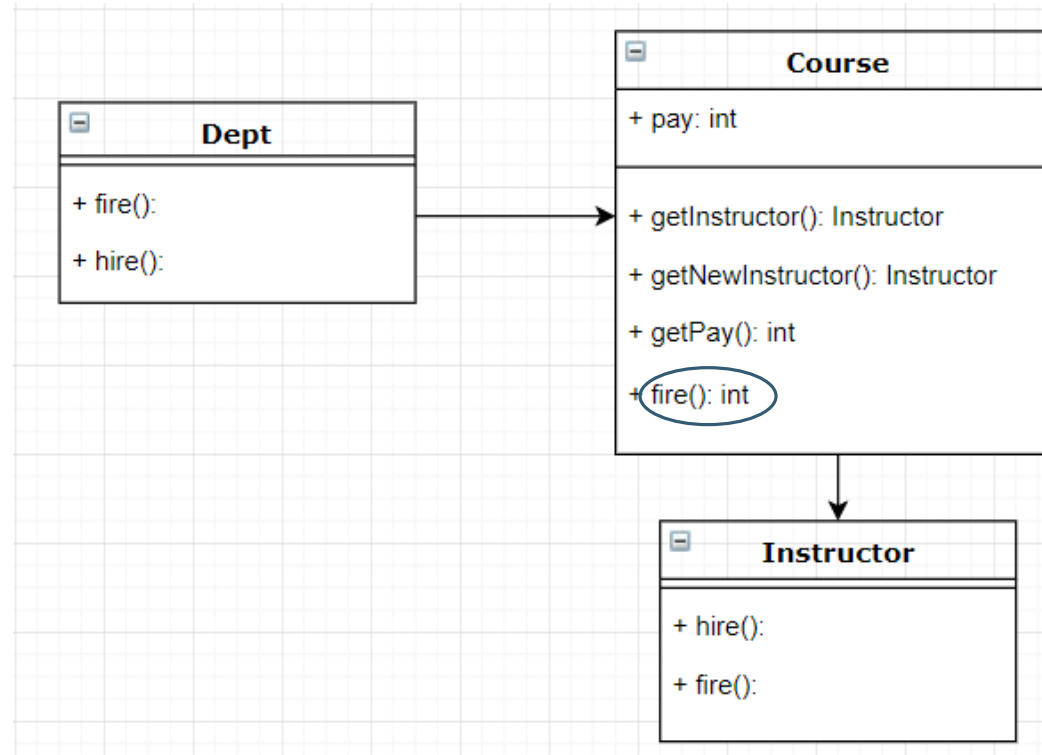 Dept
+ fire():
+ hire():
Course
+ pay: int
+ getInstructor(): Instructor
+ getNewInstructor(): Instructor
+ getPay(): int
+ fire(): int
Instructor
+ hire():
+ fire():